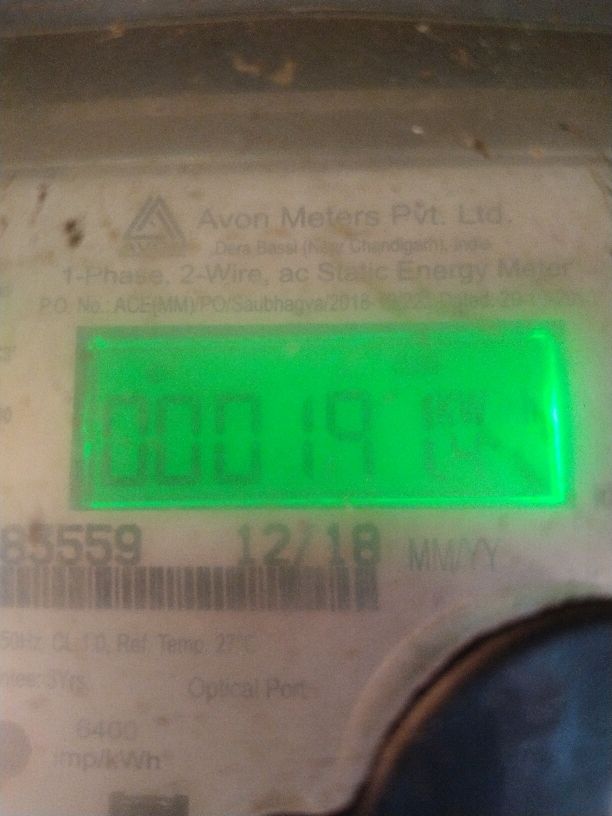 Avon Meters Pvt. Ltd.
Dera Bassi (Near Chandigarh), India
1-Phase, 2-Wire, ac Static Energy Meter
P.O. No.: ACE(MM)/PO/Saubhagya/2018-
00019
83559 12/18 MM/YY
50Hz, CL 1.0, Ref. Temp. 27°C
3Yrs
Optical Port
6400
imp/kWh